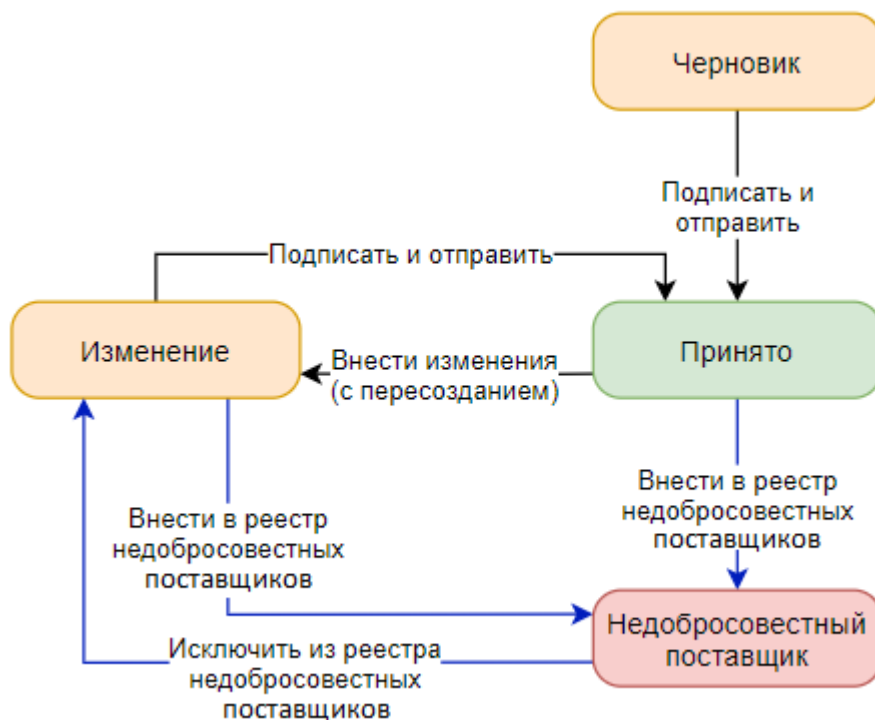 Черновик
Подписать и
отправить
Подписать и отправить
Изменение
Внести изменения
(с пересозданием)
Принято
Внести в реестр
недобросовестных
поставщиков
Внести в реестр
недобросовестных
поставщиков
Недобросовестный
поставщик
Исключить из реестра
недобросовестных
поставщиков